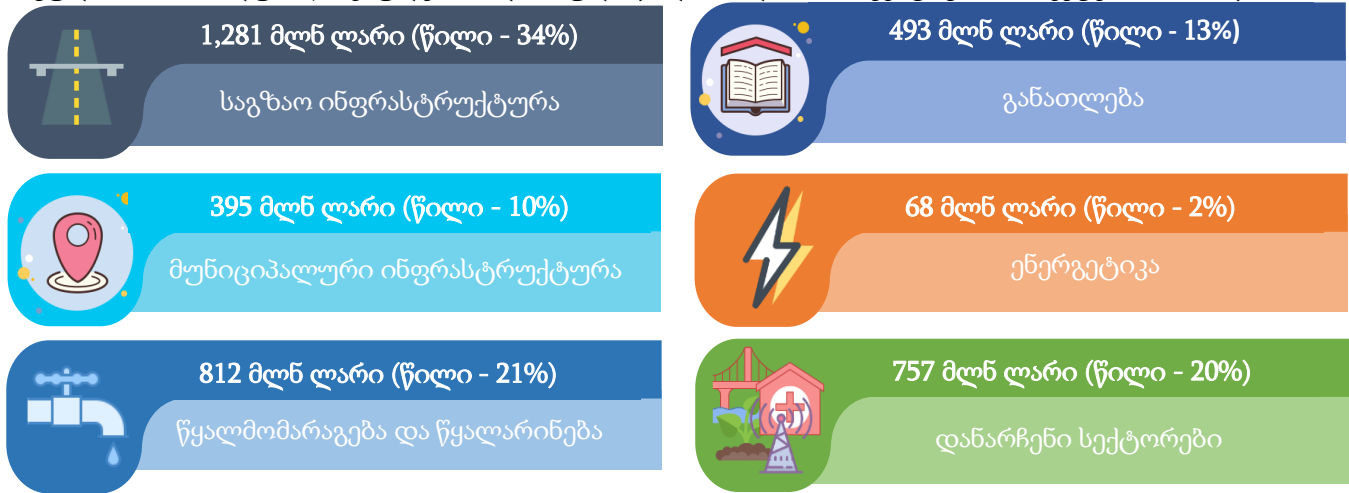 1,281 მლნ ლარი (წილი - 34%)
საგზაო ინფრასტრუქტურა
493 მლნ ლარი (წილი - 13%)
განათლება
395 მლნ ლარი (წილი - 10%)
მუნიციპალური ინფრასტრუქტურა
68 მლნ ლარი (წილი - 2%)
ენერგეტიკა
812 მლნ ლარი (წილი - 21%)
წყალმომარაგება და წყალარინება
757 მლნ ლარი (წილი - 20%)
დანარჩენი სექტორები